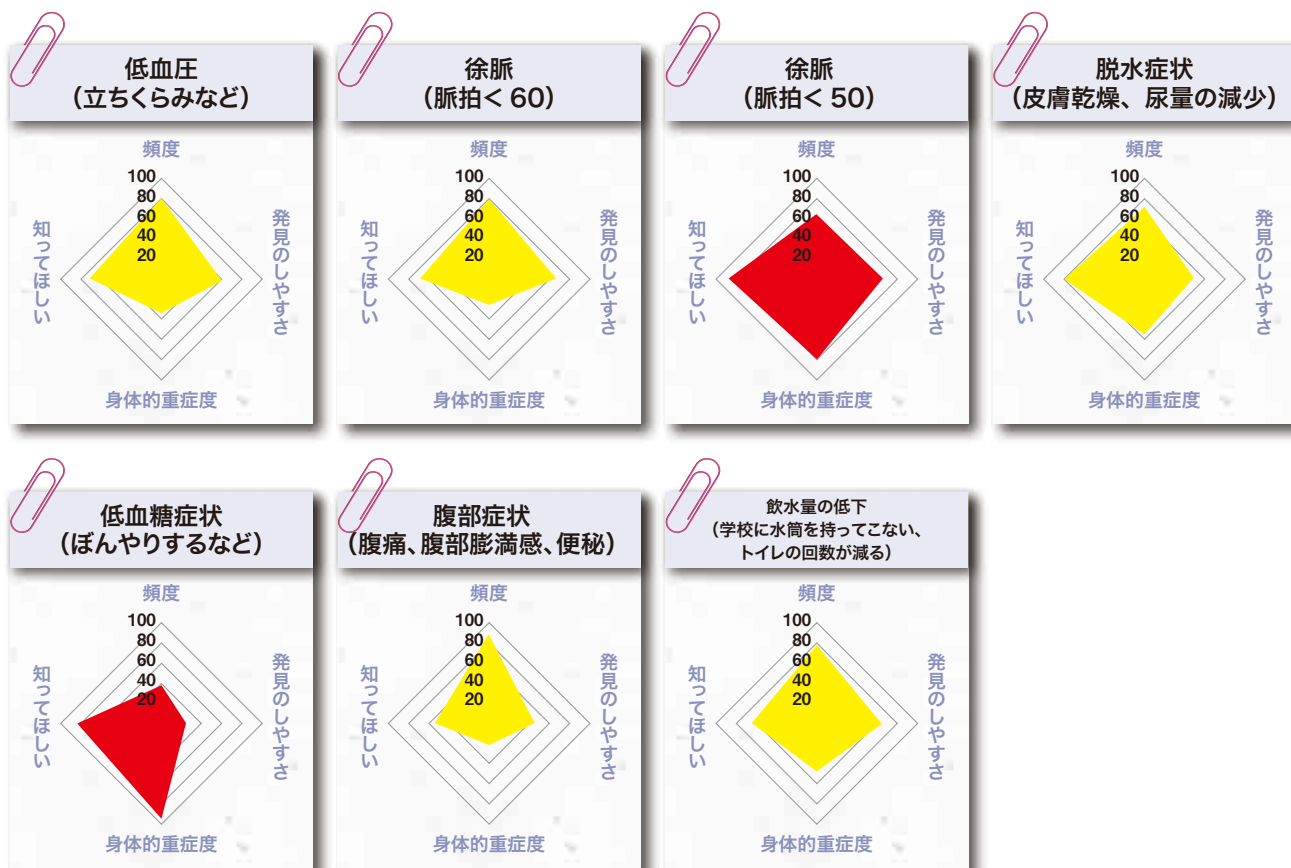 低血圧
（立ちくらみなど）
頻度
100
80
60
40
20
知ってほしい
発見のしやすさ
身体的重症度
徐脈
（脈拍＜60）
頻度
100
80
60
40
20
知ってほしい
発見のしやすさ
身体的重症度
徐脈
（脈拍＜50）
頻度
100
80
60
40
20
知ってほしい
発見のしやすさ
身体的重症度
脱水症状
（皮膚乾燥、尿量の減少）
頻度
100
80
60
40
20
知ってほしい
発見のしやすさ
身体的重症度
低血糖症状
（ぼんやりするなど）
頻度
100
80
60
40
20
知ってほしい
発見のしやすさ
身体的重症度
腹部症状
（腹痛、腹部膨満感、便秘）
頻度
100
80
60
40
20
知ってほしい
発見のしやすさ
身体的重症度
飲水量の低下
（学校に水筒を持ってこない、
トイレの回数が減る）
頻度
100
80
60
40
20
知ってほしい
発見のしやすさ
身体的重症度